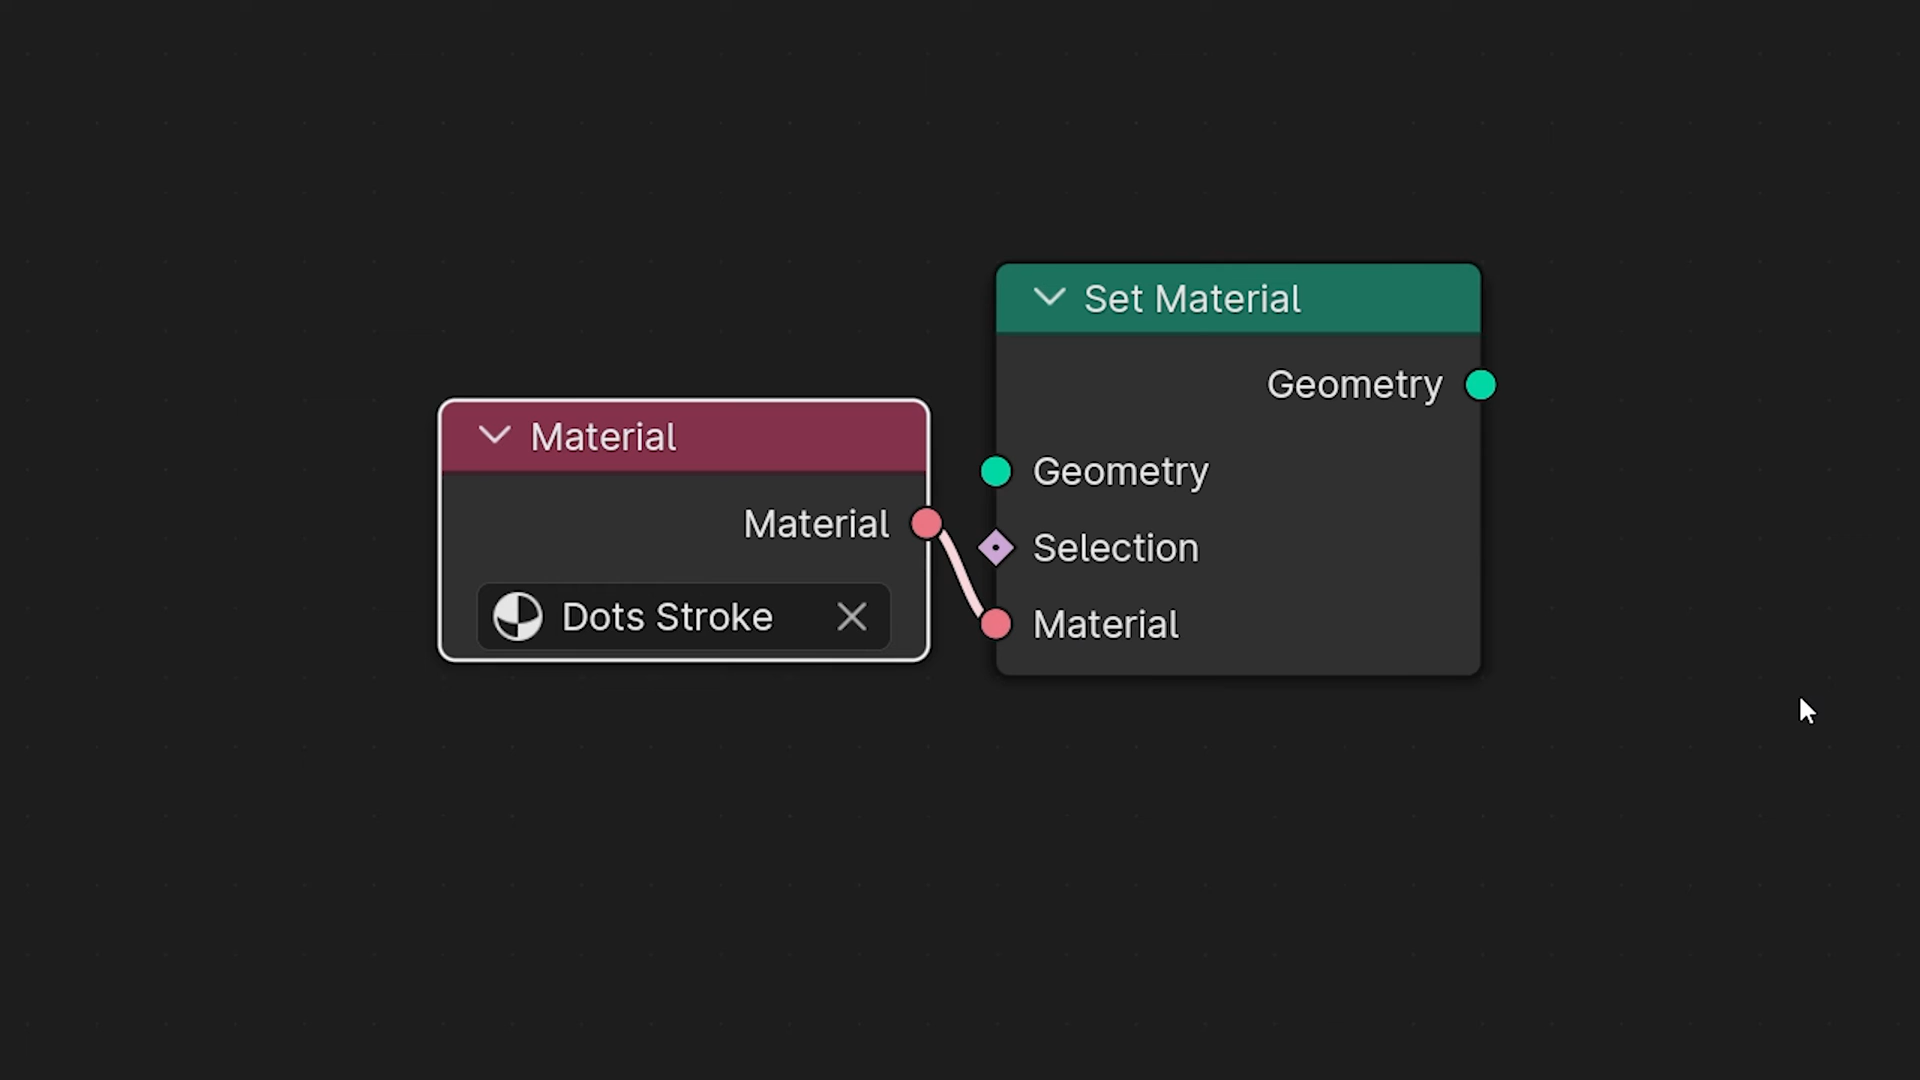 Material
Material
Dots Stroke
Set Material
Geometry
Geometry
Selection
Material